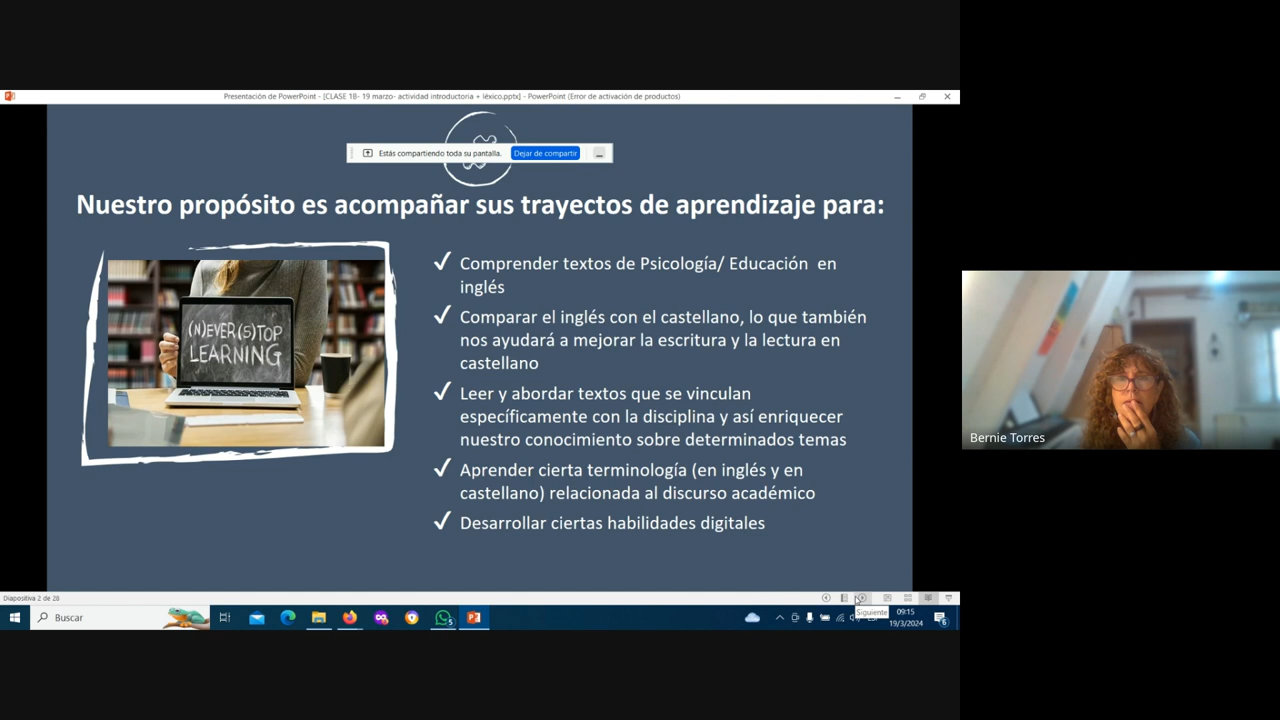 Presentación de PowerPoint - [CLASE 1B- 19 marzo- actividad introductoria + léxico.pptx] - PowerPoint (Error de activación de productos)
Estás compartiendo toda su pantalla.
Dejar de compartir
Nuestro propósito es acompañar sus trayectos de aprendizaje para:
(N)EVER (S)TOP
LEARNING
✓ Comprender textos de Psicología/ Educación en
inglés
✓ Comparar el inglés con el castellano, lo que también
nos ayudará a mejorar la escritura y la lectura en
castellano
✓ Leer y abordar textos que se vinculan
específicamente con la disciplina y así enriquecer
nuestro conocimiento sobre determinados temas
✓ Aprender cierta terminología (en inglés y en
castellano) relacionada al discurso académico
✓ Desarrollar ciertas habilidades digitales
Bernie Torres
Diapositiva 2 de 28
Siguiente
Buscar
5
09:15
19/3/2024
6